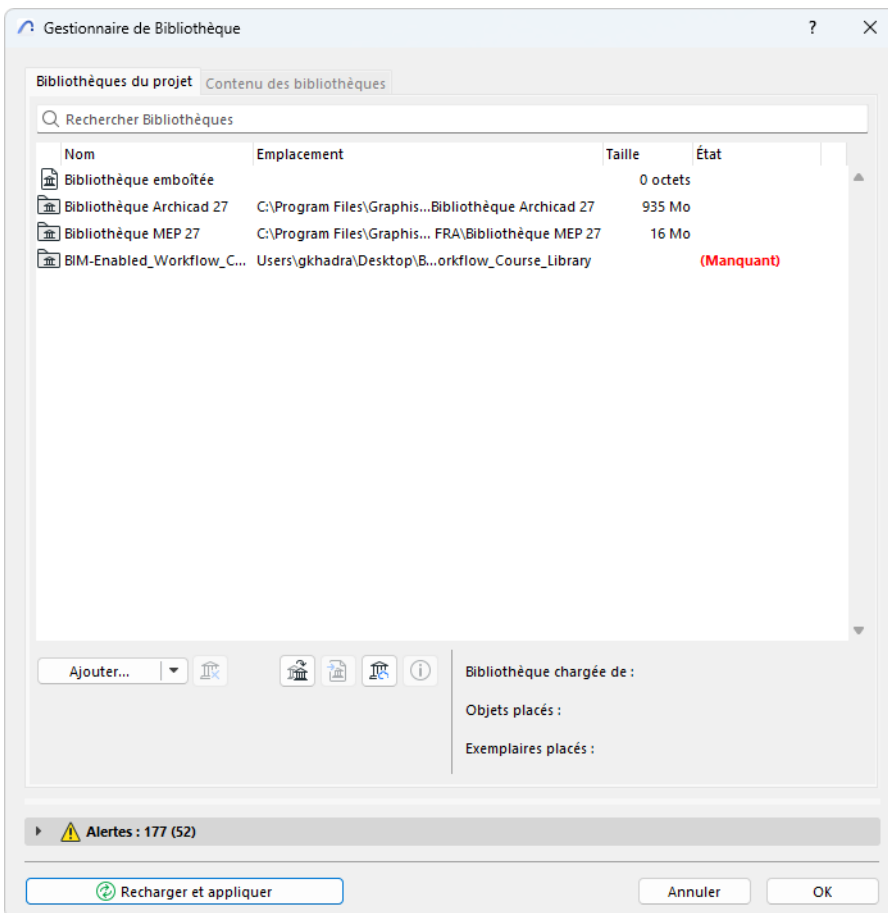 Gestionnaire de Bibliothèque ?
Bibliothèques du projet Contenu des bibliothèques
Rechercher Bibliothèques
Nom Emplacement Taille État
Bibliothèque emboîtée 0 octets
Bibliothèque Archicad 27 C:\Program Files\Graphis...Bibliothèque Archicad 27 935 Mo
Bibliothèque MEP 27 C:\Program Files\Graphis... FRA\Bibliothèque MEP 27 16 Mo
BIM-Enabled_Workflow_C... Users\gkhadra\Desktop\B...orkflow_Course_Library (Manquant)
Ajouter...
Bibliothèque chargée de :
Objets placés :
Exemplaires placés :
Alertes : 177 (52)
Recharger et appliquer Annuler OK